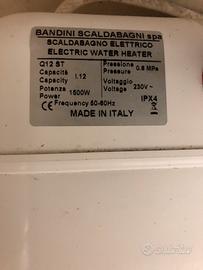 BANDINI SCALDABAGNI spa
SCALDABAGNO ELETTRICO
ELECTRIC WATER HEATER
Q12 ST
Capacità
Capacity l.12
Potenza
Power 1500W
Pressione
Pressure 0.8 MPa
Voltaggio
Voltage 230V~
CE Frequency 50-60Hz IPX4
MADE IN ITALY
subito